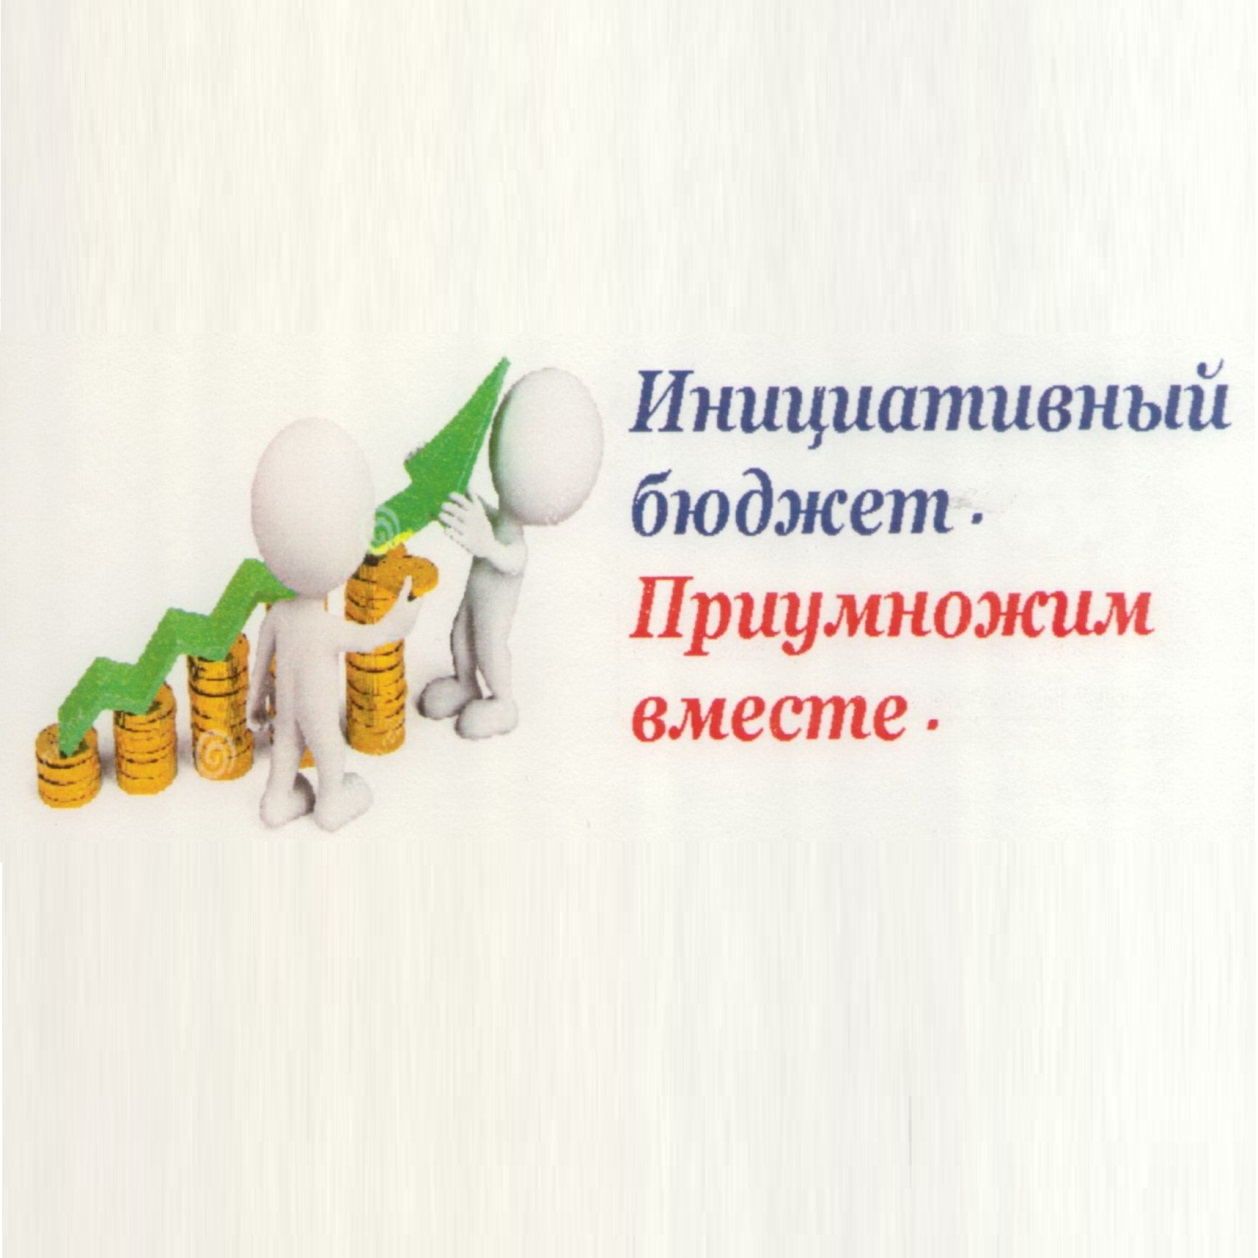 Инициативный
бюджет .
Приумножим
вместе .